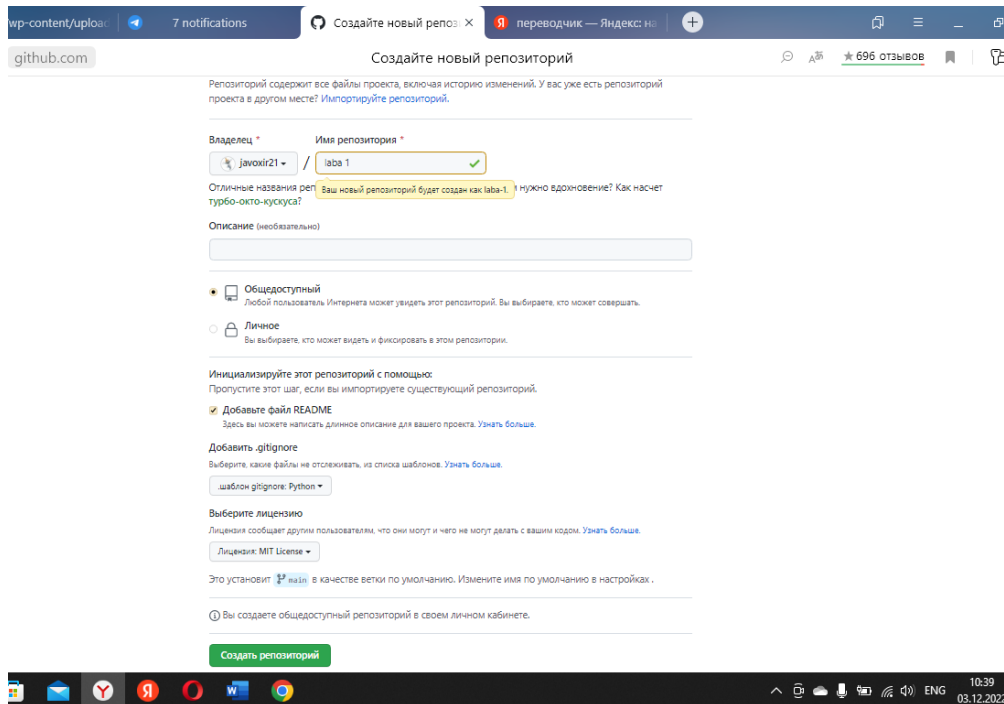 /wp-content/upload
7 notifications
Создайте новый репоз
переводчик — Яндекс: на
github.com
Создайте новый репозиторий
696 отзывов
Репозиторий содержит все файлы проекта, включая историю изменений. У вас уже есть репозиторий
проекта в другом месте? Импортируйте репозиторий.
Владелец *
Имя репозитория *
javoxir21
/
laba 1
Отличные названия реп
нужно вдохновение? Как насчет
Ваш новый репозиторий будет создан как laba-1.
турбо-окто-кускуса?
Описание (необязательно)
Общедоступный
Любой пользователь Интернета может увидеть этот репозиторий. Вы выбираете, кто может совершать.
Личное
Вы выбираете, кто может видеть и фиксировать в этом репозитории.
Инициализируйте этот репозиторий с помощью:
Пропустите этот шаг, если вы импортируете существующий репозиторий.
Добавьте файл README
Здесь вы можете написать длинное описание для вашего проекта. Узнать больше.
Добавить .gitignore
Выберите, какие файлы не отслеживать, из списка шаблонов. Узнать больше.
.шаблон gitignore: Python
Выберите лицензию
Лицензия сообщает другим пользователям, что они могут и чего не могут делать с вашим кодом. Узнать больше.
Лицензия: MIT License
Это установит main в качестве ветки по умолчанию. Измените имя по умолчанию в настройках .
Вы создаете общедоступный репозиторий в своем личном кабинете.
Создать репозиторий
ENG
10:39
03.12.2022